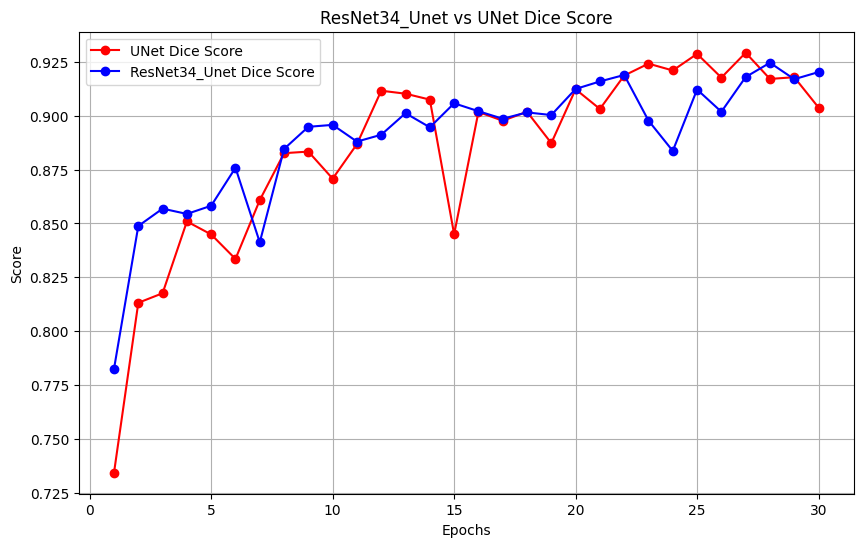 ResNet34_Unet vs UNet Dice Score
UNet Dice Score
ResNet34_Unet Dice Score
Score
0.925
0.900
0.875
0.850
0.825
0.800
0.775
0.750
0.725
0 5 10 15 20 25 30
Epochs